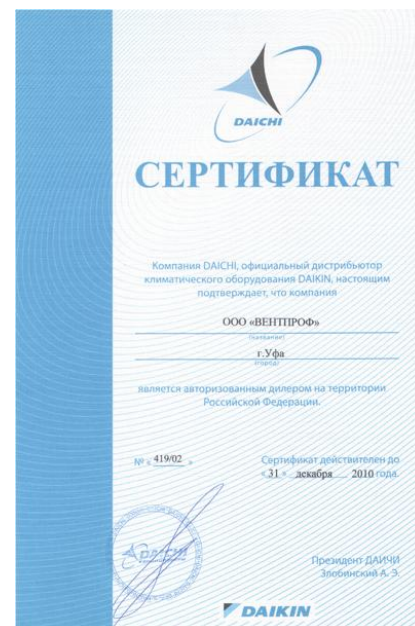 DAICHI
СЕРТИФИКАТ
Компания DAICHI, официальный дистрибьютор
климатического оборудования DAIKIN, настоящим
подтверждает, что компания
ООО «ВЕНТПРОФ»
(название)
г.Уфа
(город)
является авторизованным дилером на территории
Российской Федерации.
№ « 419/02 »
Сертификат действителен до
« 31 » декабря 2010 года.
DAICHI
Президент ДАИЧИ
Злобинский А. Э.
DAIKIN